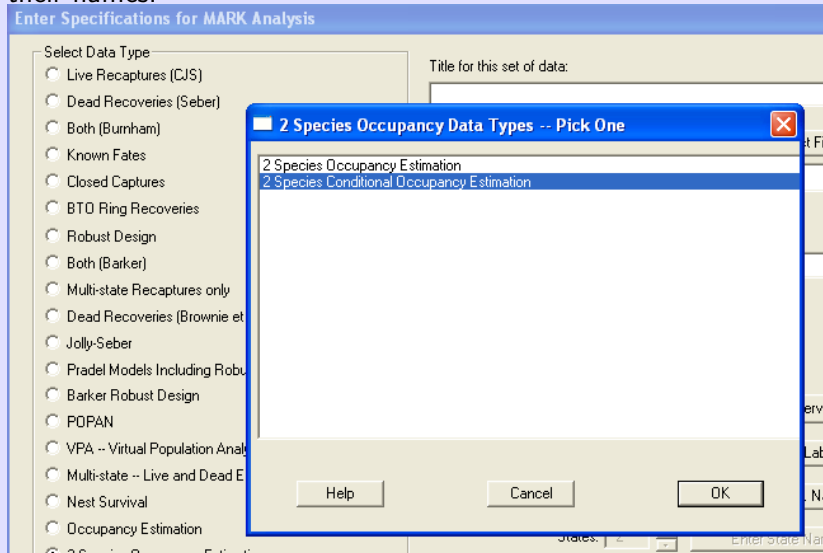 their names.
Enter Specifications for MARK Analysis
Select Data Type
Live Recaptures (CJS)
Dead Recoveries (Seber)
Both (Burnham)
Known Fates
Closed Captures
BTO Ring Recoveries
Robust Design
Both (Barker)
Multi-state Recaptures only
Dead Recoveries (Brownie et
Jolly-Seber
Pradel Models Including Robu
Barker Robust Design
POPAN
VPA -- Virtual Population Analy
Multi-state -- Live and Dead E
Nest Survival
Occupancy Estimation
Title for this set of data:
2 Species Occupancy Data Types -- Pick One
2 Species Occupancy Estimation
2 Species Conditional Occupancy Estimation
Help
Cancel
OK
States: 2
Enter State Na